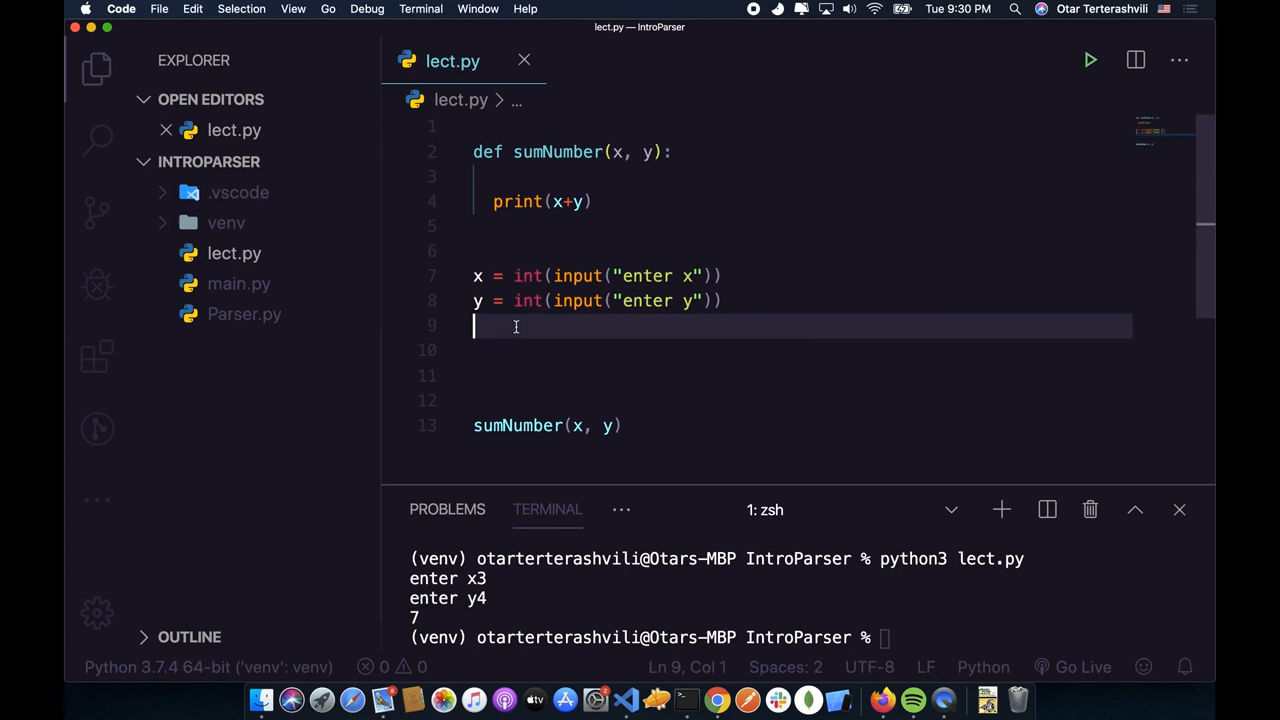 Code File Edit Selection View Go Debug Terminal Window Help Tue 9:30 PM Otar Terterashvili
lect.py — IntroParser
EXPLORER
OPEN EDITORS
lect.py
INTROPARSER
.vscode
venv
lect.py
main.py
Parser.py
OUTLINE
lect.py
lect.py > ...
1
2 def sumNumber(x, y):
3
4 print(x+y)
5
6
7 x = int(input("enter x"))
8 y = int(input("enter y"))
9
10
11
12
13 sumNumber(x, y)
PROBLEMS TERMINAL ... 1: zsh
(venv) otarterterashvili@Otars-MBP IntroParser % python3 lect.py
enter x3
enter y4
7
(venv) otarterterashvili@Otars-MBP IntroParser %
Python 3.7.4 64-bit ('venv': venv) 0 0 Ln 9, Col 1 Spaces: 2 UTF-8 LF Python Go Live